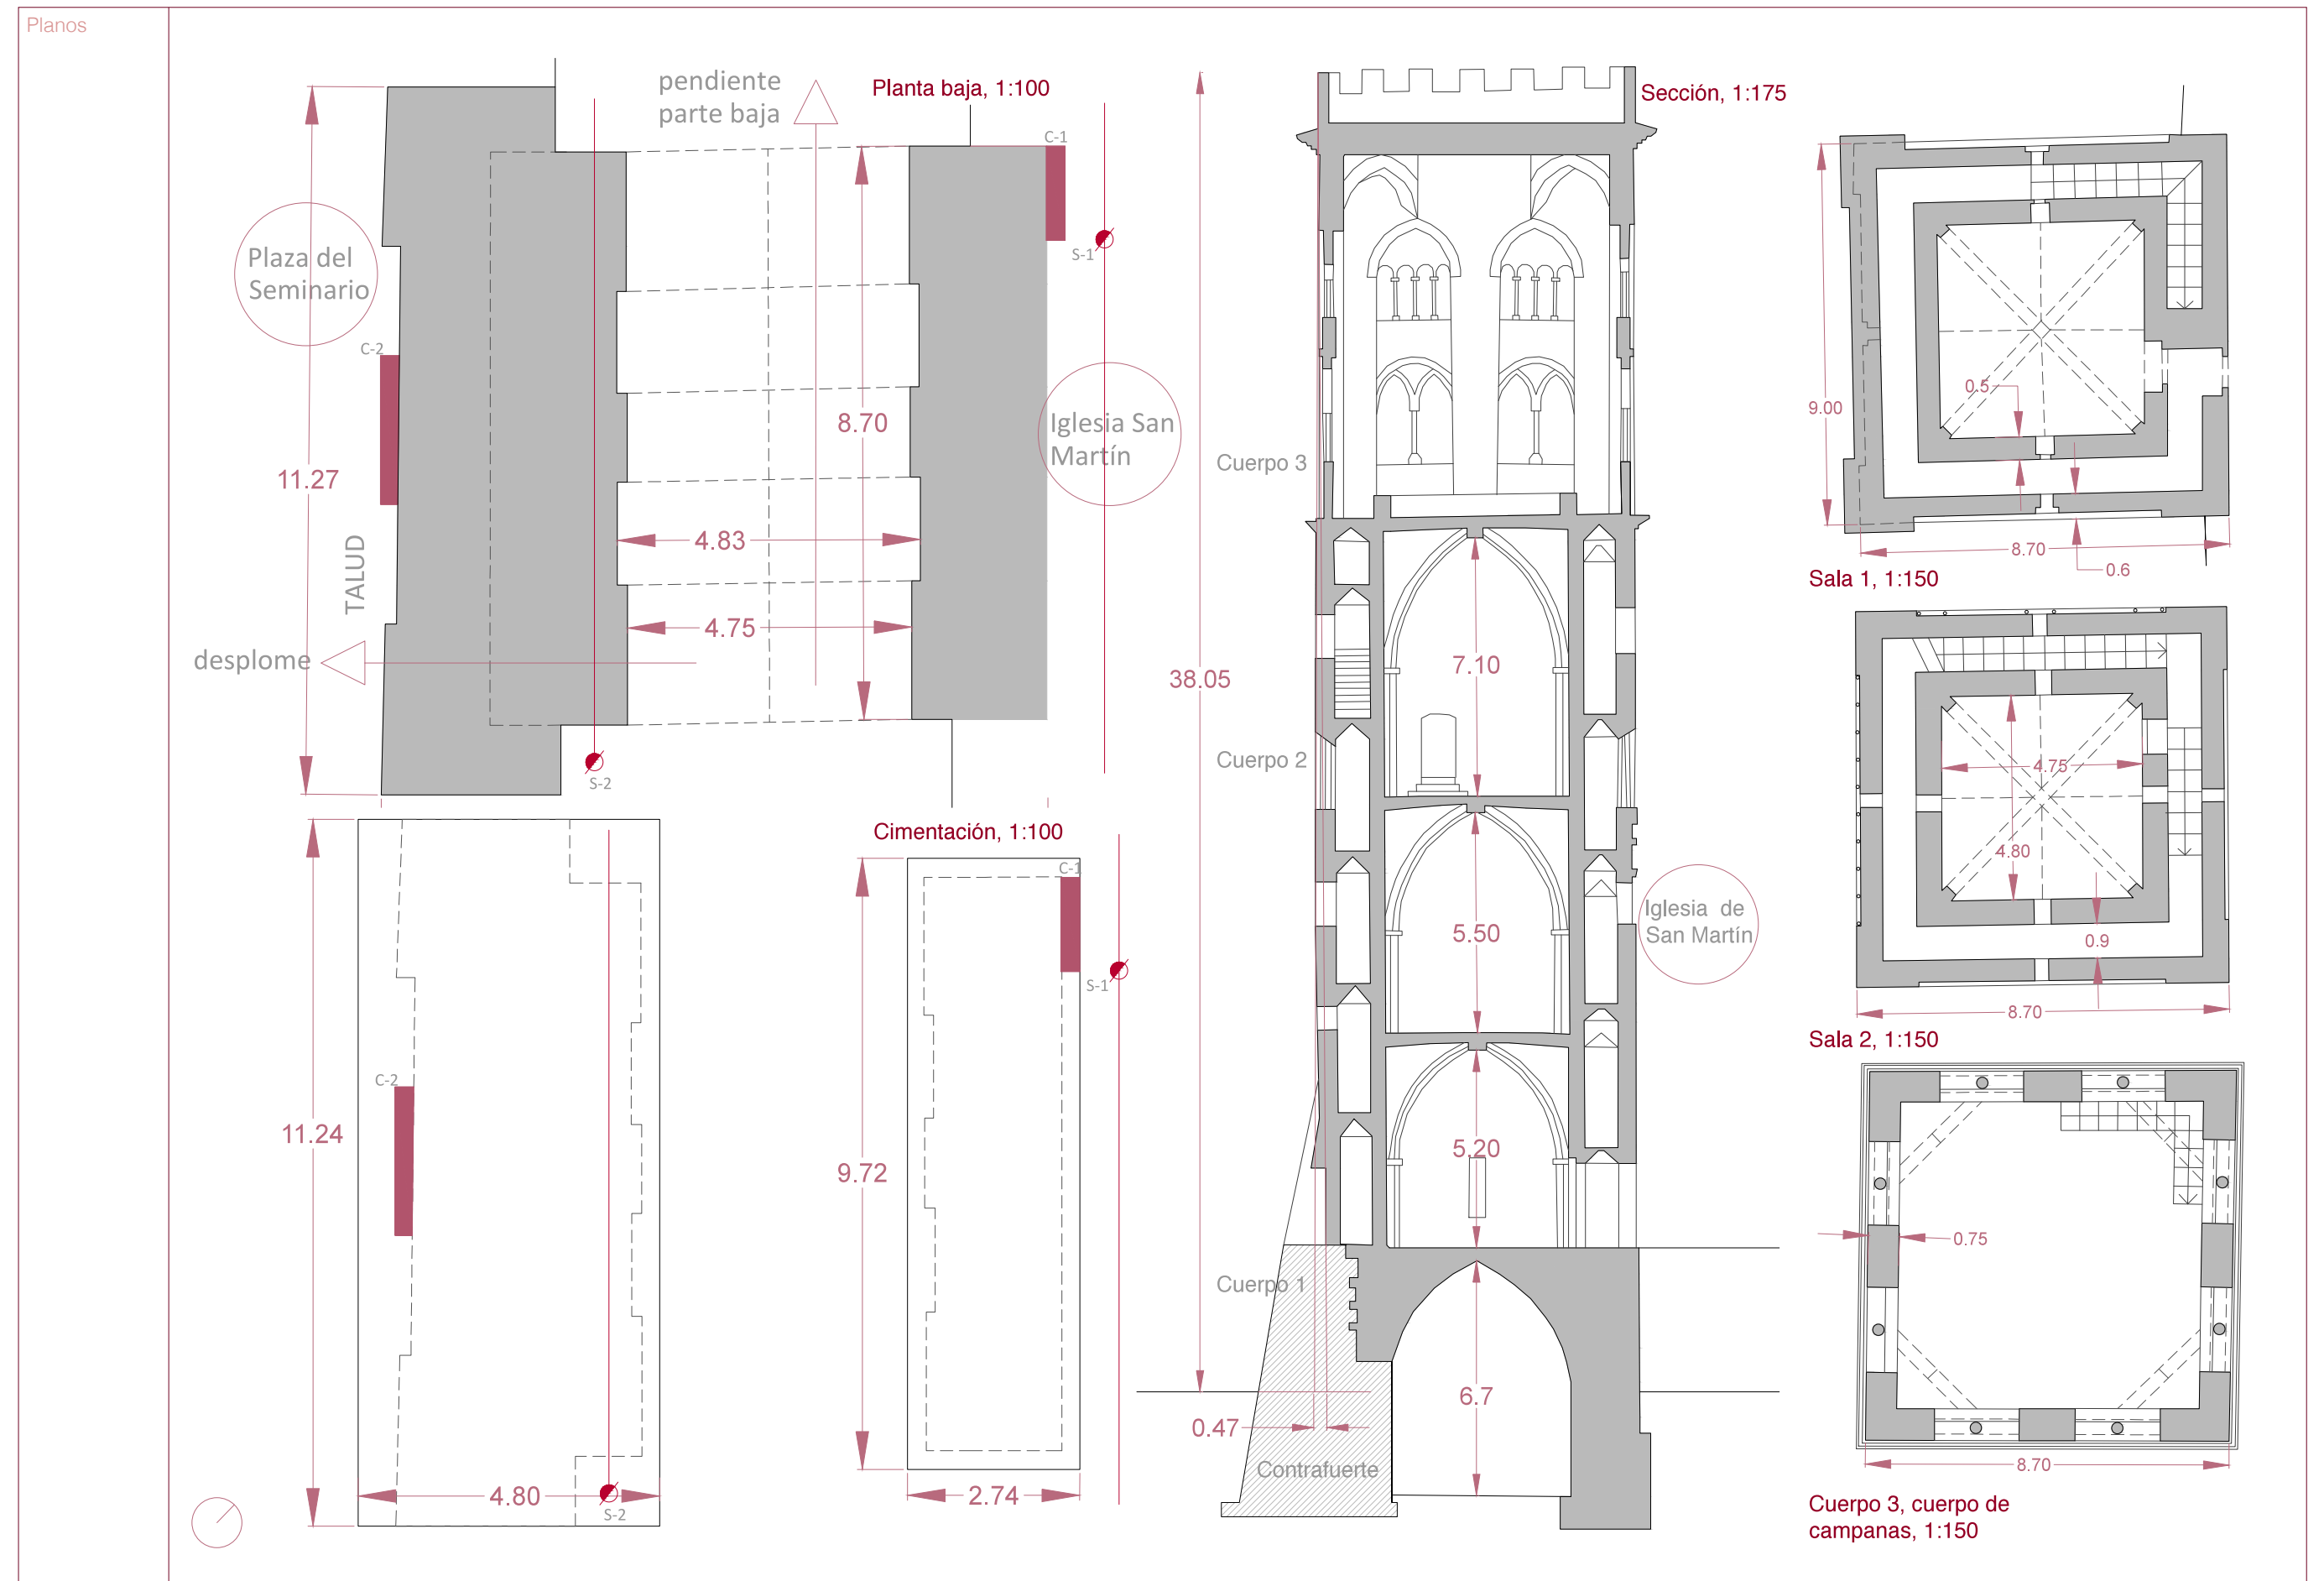 Planos
pendiente
parte baja
Planta baja, 1:100
C-1
S-1
Plaza del
Seminario
C-2
11.27
8.70
Iglesia San
Martín
4.83
4.75
TALUD
desplome
S-2
Cimentación, 1:100
C-1
S-1
C-2
11.24
9.72
4.80
S-2
2.74
Sección, 1:175
Cuerpo 3
38.05
7.10
Cuerpo 2
5.50
Iglesia de
San Martín
5.20
Cuerpo 1
6.7
0.47
Contrafuerte
0.5
9.00
8.70
0.6
Sala 1, 1:150
4.75
4.80
0.9
8.70
Sala 2, 1:150
0.75
8.70
Cuerpo 3, cuerpo de
campanas, 1:150